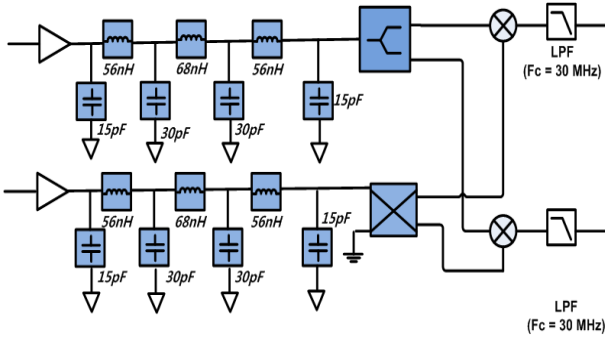 56nH
68nH
56nH
LPF
(Fc = 30 MHz)
15pF
30pF
30pF
15pF
56nH
68nH
56nH
15pF
15pF
30pF
30pF
LPF
(Fc = 30 MHz)